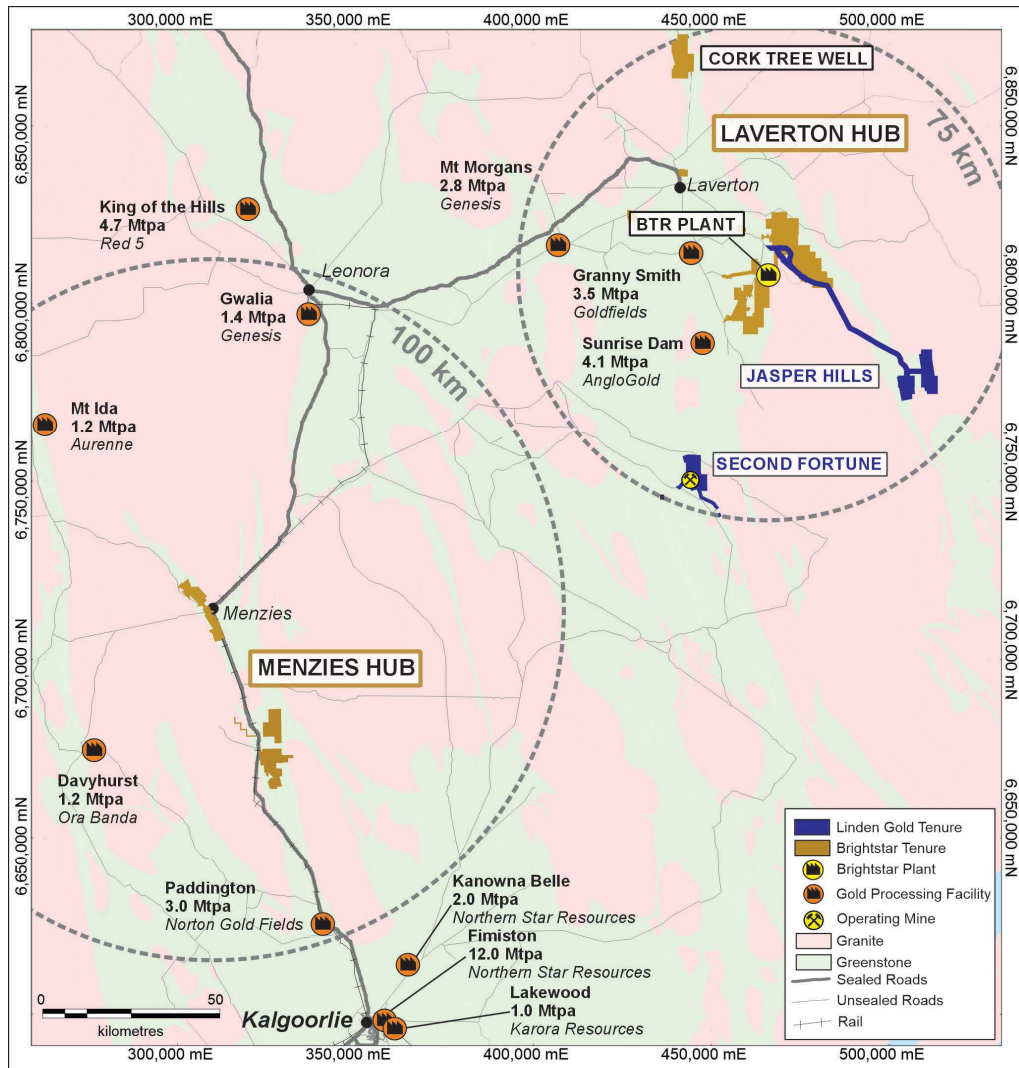 300,000 mE
350,000 mE
400,000 mE
450,000 mE
500,000 mE
6,850,000 mN
6,800,000 mN
6,750,000 mN
6,700,000 mN
6,650,000 mN
6,850,000 mN
6,800,000 mN
6,750,000 mN
6,700,000 mN
6,650,000 mN
CORK TREE WELL
LAVERTON HUB
75 km
Mt Morgans
2.8 Mtpa
Genesis
Laverton
King of the Hills
4.7 Mtpa
Red 5
BTR PLANT
Leonora
Granny Smith
3.5 Mtpa
Goldfields
Gwalia
1.4 Mtpa
Genesis
100 km
Sunrise Dam
4.1 Mtpa
AngloGold
JASPER HILLS
Mt Ida
1.2 Mtpa
Aurenne
SECOND FORTUNE
Menzies
MENZIES HUB
Davyhurst
1.2 Mtpa
Ora Banda
Paddington
3.0 Mtpa
Norton Gold Fields
Kanowna Belle
2.0 Mtpa
Northern Star Resources
Fimiston
12.0 Mtpa
Northern Star Resources
Lakewood
1.0 Mtpa
Karora Resources
Kalgoorlie
0
50
kilometres
Linden Gold Tenure
Brightstar Tenure
Brightstar Plant
Gold Processing Facility
Operating Mine
Granite
Greenstone
Sealed Roads
Unsealed Roads
Rail
300,000 mE
350,000 mE
400,000 mE
450,000 mE
500,000 mE